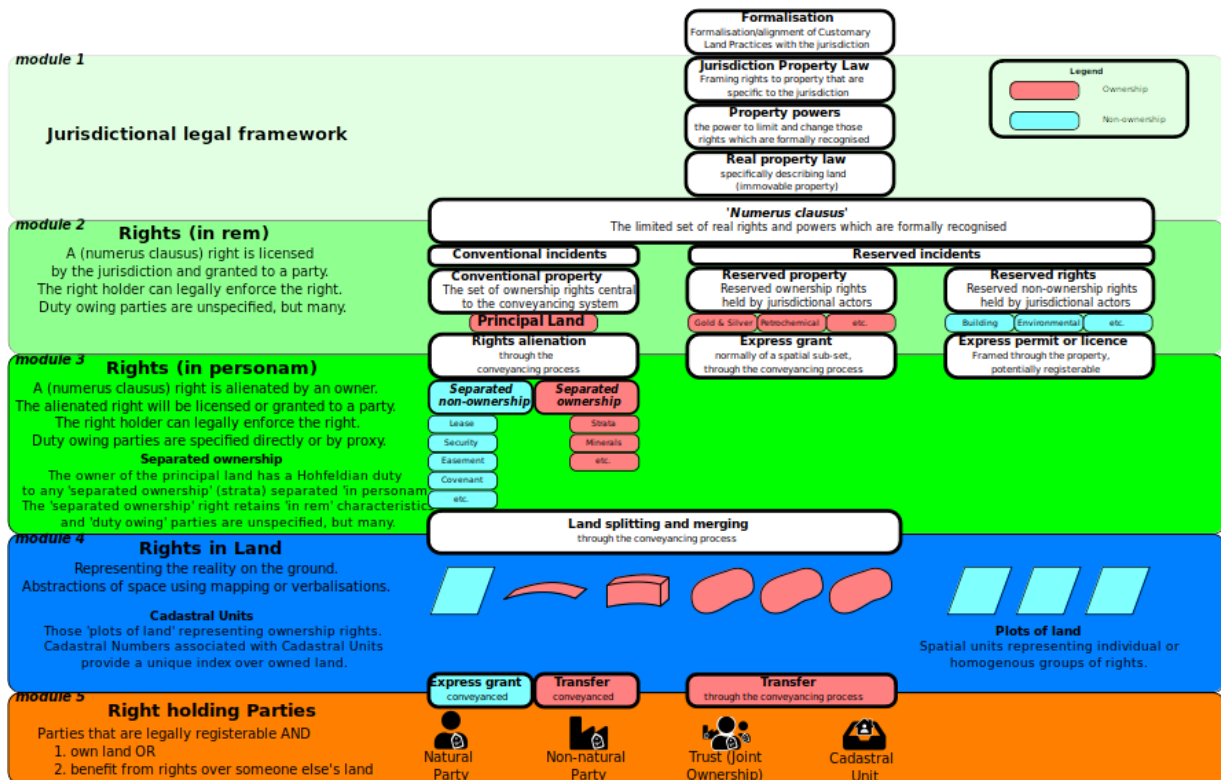 Formalisation
Formalisation/alignment of Customary
Land Practices with the jurisdiction
module 1
Jurisdiction Property Law
Framing rights to property that are
specific to the jurisdiction
Legend
Ownership
Non-ownership
Property powers
the power to limit and change those
rights which are formally recognised
Jurisdictional legal framework
Real property law
specifically describing land
(immovable property)
'Numerus clausus'
The limited set of real rights and powers which are formally recognised
module 2
Rights (in rem)
A (numerus clausus) right is licensed
by the jurisdiction and granted to a party.
The right holder can legally enforce the right.
Duty owing parties are unspecified, but many.
Conventional incidents
Reserved incidents
Conventional property
The set of ownership rights central
to the conveyancing system
Reserved property
Reserved ownership rights
held by jurisdictional actors
Reserved rights
Reserved non-ownership rights
held by jurisdictional actors
Principal Land
Gold & Silver
Petrochemical
etc.
Building
Environmental
etc.
Rights alienation
through the
conveyancing process
Express grant
normally of a spatial sub-set,
through the conveyancing process
Express permit or licence
Framed through the property,
potentially registerable
module 3
Rights (in personam)
A (numerus clausus) right is alienated by an owner.
The alienated right will be licensed or granted to a party.
The right holder can legally enforce the right.
Duty owing parties are specified directly or by proxy.
Separated ownership
The owner of the principal land has a Hohfeldian duty
to any 'separated ownership' (strata) separated 'in personam
The 'separated ownership' right retains 'in rem' characteristic
and 'duty owing' parties are unspecified, but many.
Separated
non-ownership
Separated
ownership
Lease
Security
Easement
Covenant
etc.
Strata
Minerals
etc.
Land splitting and merging
through the conveyancing process
module 4
Rights in Land
Representing the reality on the ground.
Abstractions of space using mapping or verbalisations.
Cadastral Units
Those 'plots of land' representing ownership rights.
Cadastral Numbers associated with Cadastral Units
provide a unique index over owned land.
Plots of land
Spatial units representing individual or
homogenous groups of rights.
Express grant
conveyanced
Transfer
conveyanced
Transfer
through the conveyancing process
module 5
Right holding Parties
Parties that are legally registerable AND
1. own land OR
2. benefit from rights over someone else's land
Natural
Party
Non-natural
Party
Trust (Joint
Ownership)
Cadastral
Unit